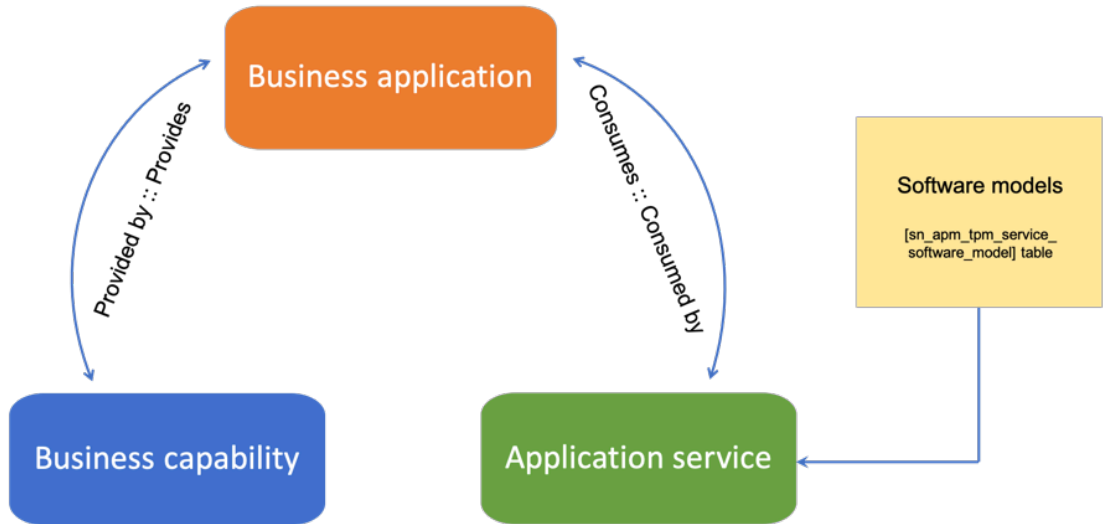 Business application
Provided by :: Provides
Consumes :: Consumed by
Software models
[sn_apm_tpm_service_
software_model] table
Business capability
Application service